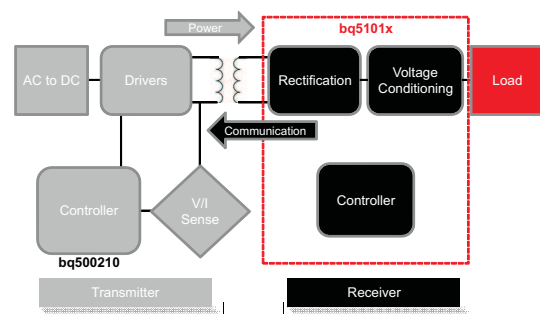 Power
bq5101x
AC to DC
Drivers
Rectification
Voltage
Conditioning
Load
Communication
Controller
V/I
Sense
Controller
bq500210
Transmitter
Receiver